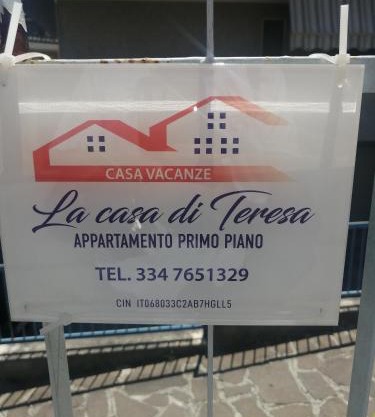 CASA VACANZE
La casa di Teresa
APPARTAMENTO PRIMO PIANO
TEL. 334 7651329
CIN IT068033C2AB7HGLL5